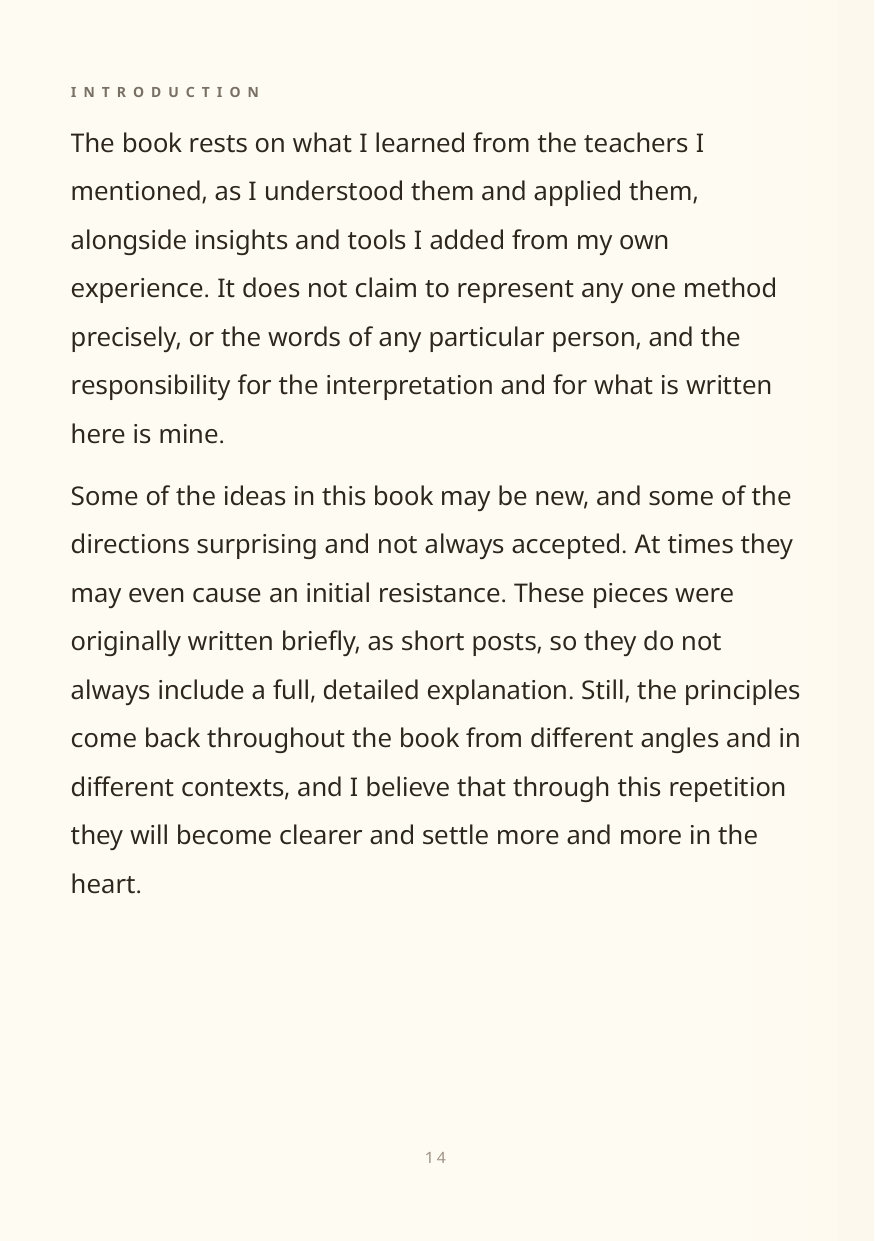 INTRODUCTION
The book rests on what I learned from the teachers I
mentioned, as I understood them and applied them,
alongside insights and tools I added from my own
experience. It does not claim to represent any one method
precisely, or the words of any particular person, and the
responsibility for the interpretation and for what is written
here is mine.
Some of the ideas in this book may be new, and some of the
directions surprising and not always accepted. At times they
may even cause an initial resistance. These pieces were
originally written briefly, as short posts, so they do not
always include a full, detailed explanation. Still, the principles
come back throughout the book from different angles and in
different contexts, and I believe that through this repetition
they will become clearer and settle more and more in the
heart.
14